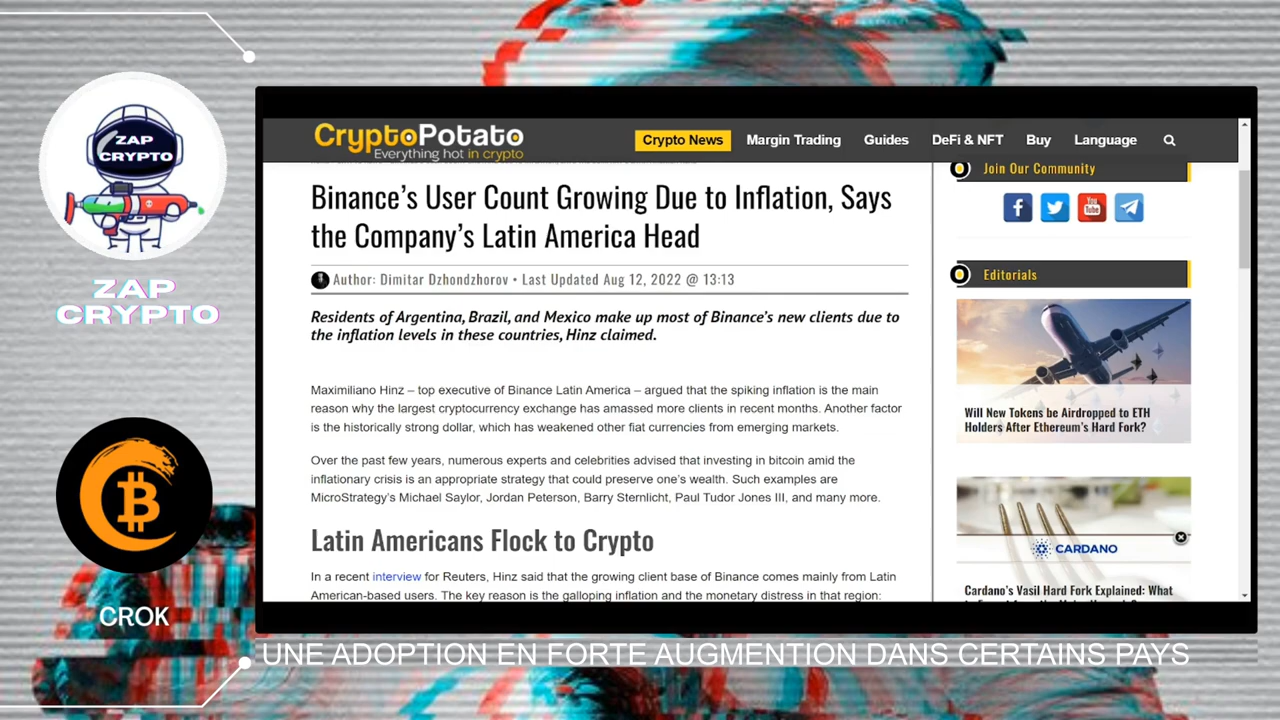 ZAP
CRYPTO
ZAP
CRYPTO
CROK
CryptoPotato
Everything hot in crypto
Crypto News
Margin Trading
Guides
DeFi & NFT
Buy
Language
Binance’s User Count Growing Due to Inflation, Says
the Company’s Latin America Head
Author: Dimitar Dzhondzhorov • Last Updated Aug 12, 2022 @ 13:13
Residents of Argentina, Brazil, and Mexico make up most of Binance’s new clients due to
the inflation levels in these countries, Hinz claimed.
Maximiliano Hinz – top executive of Binance Latin America – argued that the spiking inflation is the main
reason why the largest cryptocurrency exchange has amassed more clients in recent months. Another factor
is the historically strong dollar, which has weakened other fiat currencies from emerging markets.
Over the past few years, numerous experts and celebrities advised that investing in bitcoin amid the
inflationary crisis is an appropriate strategy that could preserve one’s wealth. Such examples are
MicroStrategy’s Michael Saylor, Jordan Peterson, Barry Sternlicht, Paul Tudor Jones III, and many more.
Latin Americans Flock to Crypto
In a recent interview for Reuters, Hinz said that the growing client base of Binance comes mainly from Latin
American-based users. The key reason is the galloping inflation and the monetary distress in that region:
Join Our Community
You
Tube
Editorials
Will New Tokens be Airdropped to ETH
Holders After Ethereum’s Hard Fork?
CARDANO
Cardano’s Vasil Hard Fork Explained: What
UNE ADOPTION EN FORTE AUGMENTION DANS CERTAINS PAYS